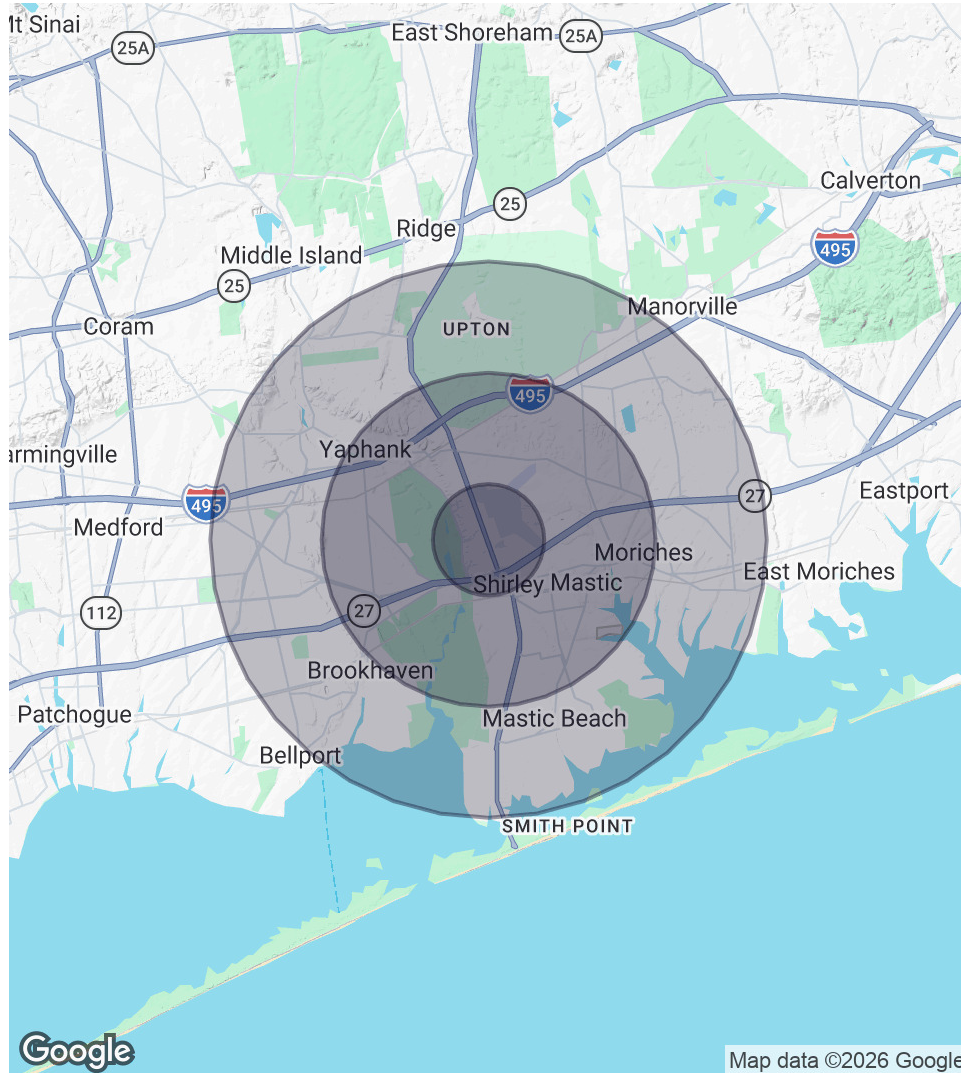 Mt Sinai
25A
East Shoreham
25A
Calverton
25
Ridge
495
Middle Island
25
Manorville
Coram
UPTON
495
armingville
Yaphank
495
27
Eastport
Medford
Moriches
East Moriches
Shirley
Mastic
112
27
Brookhaven
Patchogue
Mastic Beach
Bellport
SMITH POINT
Google
Map data ©2026 Google